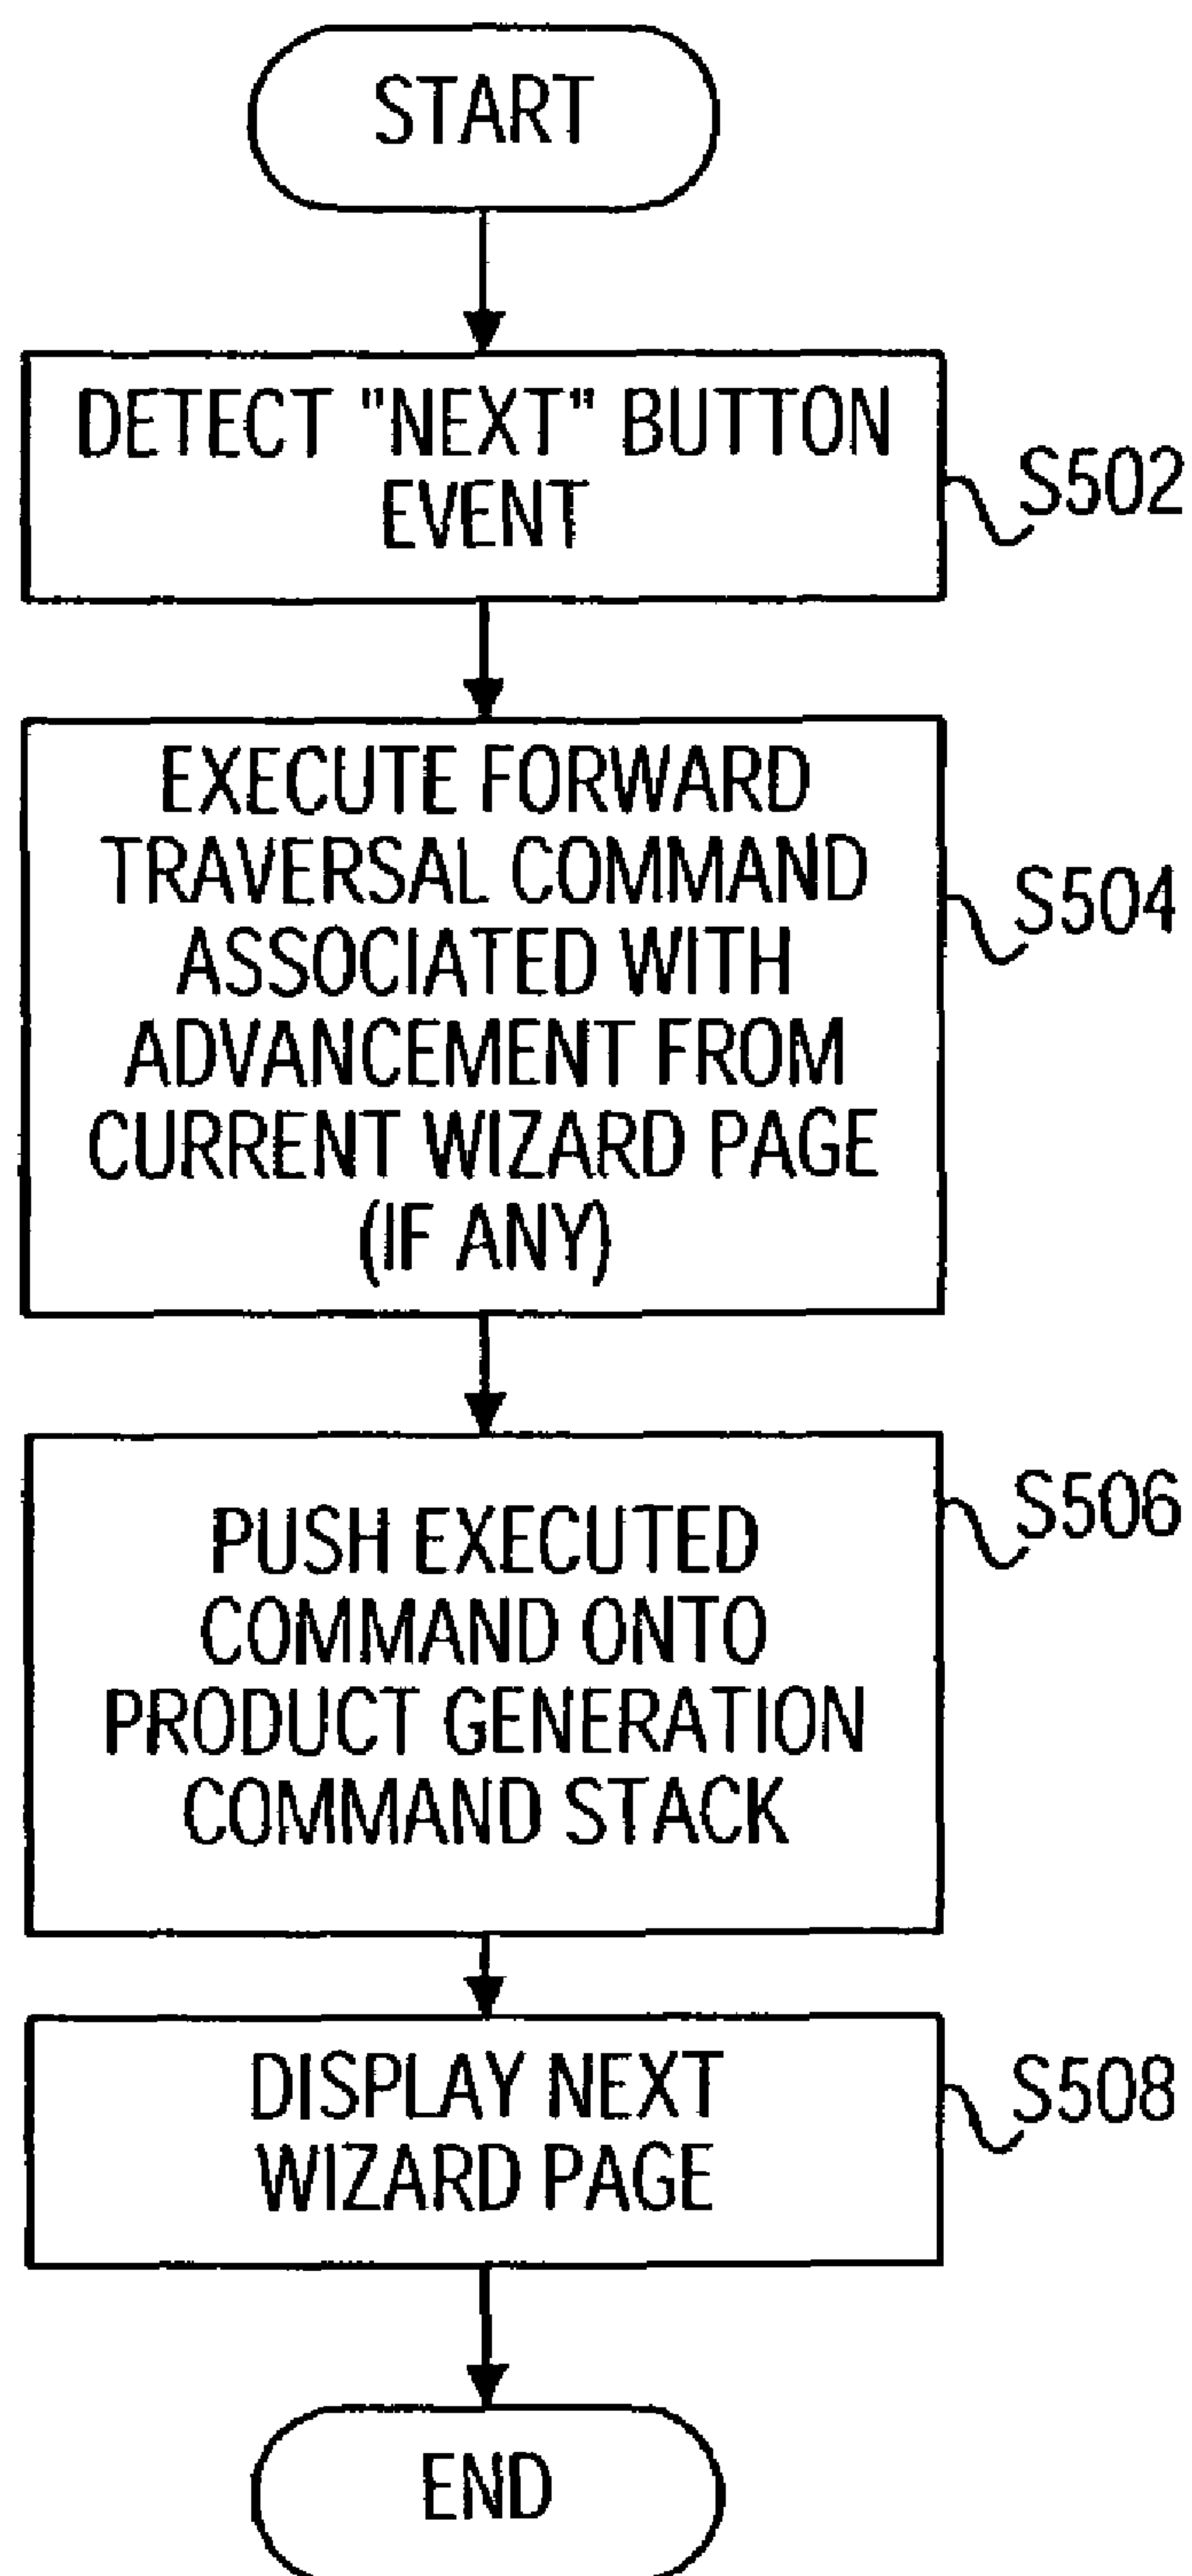 START
DETECT "NEXT" BUTTON
EVENT
S502
EXECUTE FORWARD
TRAVERSAL COMMAND
ASSOCIATED WITH
ADVANCEMENT FROM
CURRENT WIZARD PAGE
(IF ANY)
S504
PUSH EXECUTED
COMMAND ONTO
PRODUCT GENERATION
COMMAND STACK
S506
DISPLAY NEXT
WIZARD PAGE
S508
END